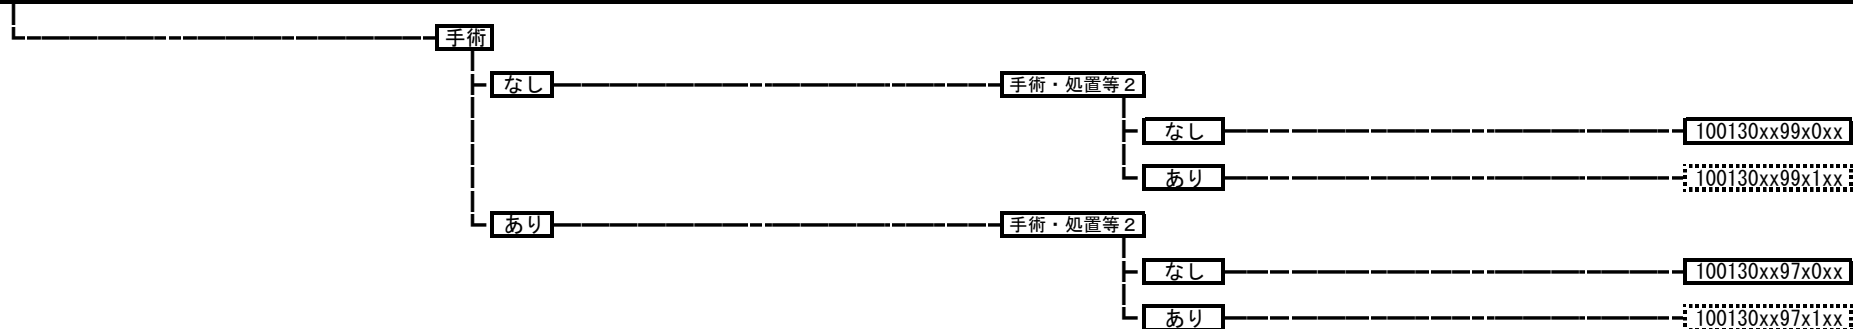 手術
なし 手術・処置等２
なし 100130xx99x0xx
あり 100130xx99x1xx
あり 手術・処置等２
なし 100130xx97x0xx
あり 100130xx97x1xx